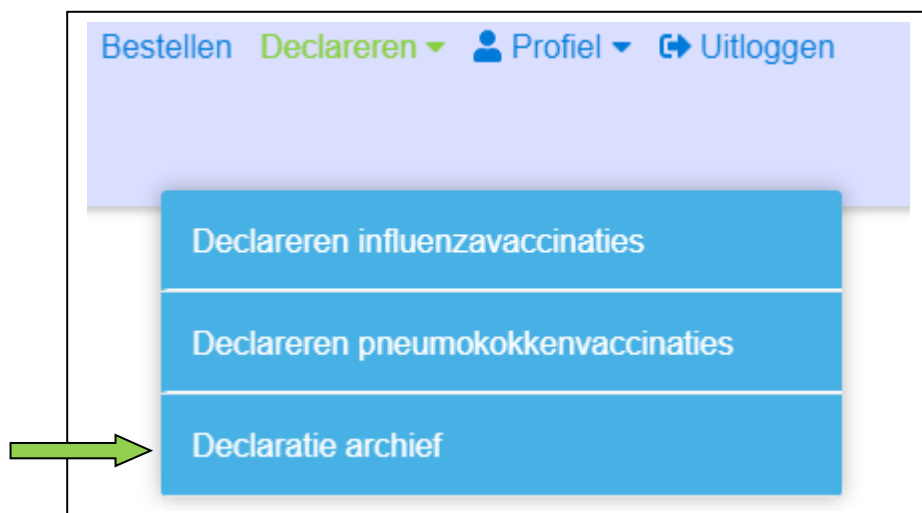 Bestellen Declareren Profiel Uitloggen
Declareren influenzavaccinaties
Declareren pneumokokkenvaccinaties
Declaratie archief